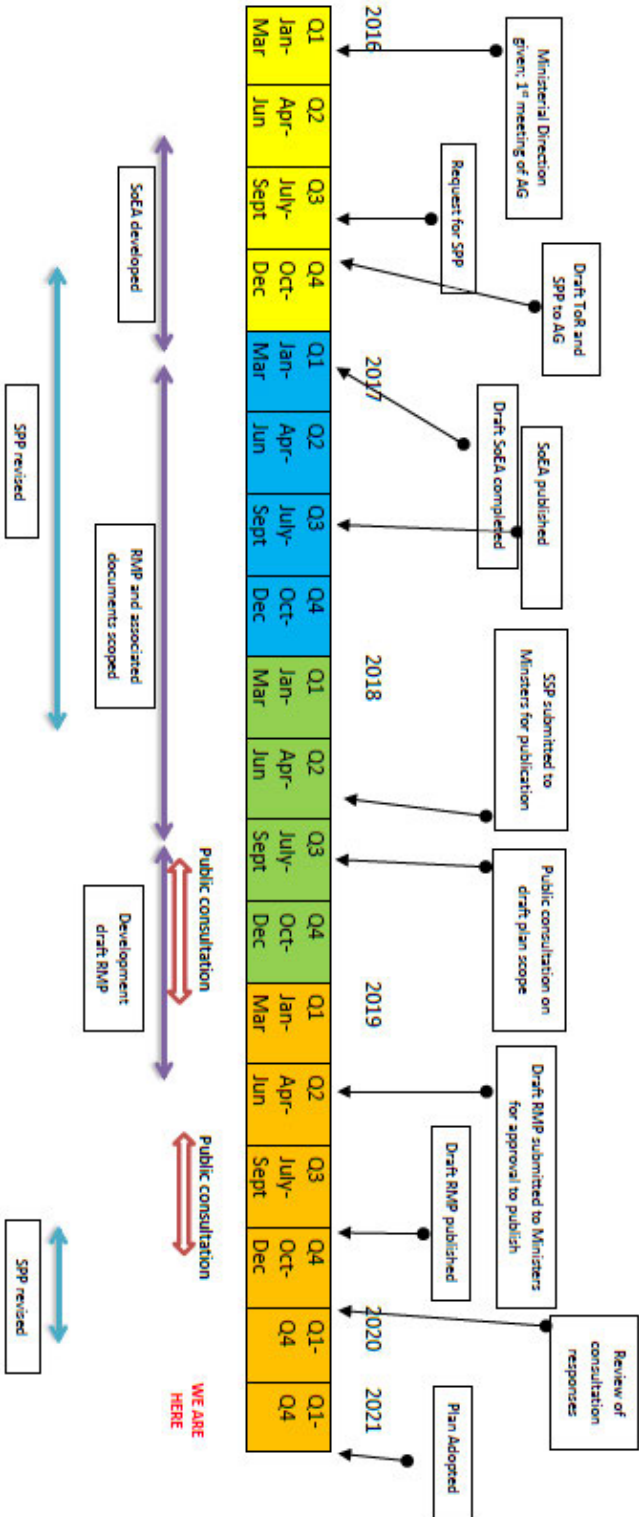 Ministerial Direction
given; 1st meeting of AG
Request for SPP
Draft ToR and
SPP to AG
Draft SoEA completed
SoEA published
SSP submitted to
Minsters for publication
Public consultation on
draft plan scope
Draft RMP submitted to Ministers
for approval to publish
Draft RMP published
Review of
consultation
responses
Plan Adopted
2016
2017
2018
2019
2020
2021
Q1
Jan-
Mar
Q2
Apr-
Jun
Q3
July-
Sept
Q4
Oct-
Dec
Q1
Jan-
Mar
Q2
Apr-
Jun
Q3
July-
Sept
Q4
Oct-
Dec
Q1
Jan-
Mar
Q2
Apr-
Jun
Q3
July-
Sept
Q4
Oct-
Dec
Q1
Jan-
Mar
Q2
Apr-
Jun
Q3
July-
Sept
Q4
Oct-
Dec
Q1-
Q4
Q1-
Q4
Public consultation
Public consultation
WE ARE
HERE
SoEA developed
RMP and associated
documents scoped
Development
draft RMP
SPP revised
SPP revised